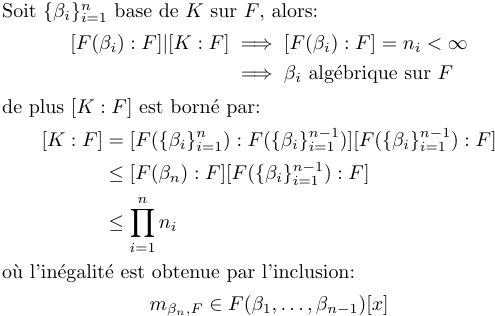 Soit {β_i}_{i=1}^n base de K sur F, alors:
[F(β_i) : F]|[K : F] ⟹ [F(β_i) : F] = n_i < ∞
⟹ β_i algébrique sur F
de plus [K : F] est borné par:
[K : F] = [F({β_i}_{i=1}^n) : F({β_i}_{i=1}^{n-1})][F({β_i}_{i=1}^{n-1}) : F]
≤ [F(β_n) : F][F({β_i}_{i=1}^{n-1}) : F]
≤ ∏_{i=1}^n n_i
où l'inégalité est obtenue par l'inclusion:
m_{β_n,F} ∈ F(β_1, . . . , β_{n-1})[x]